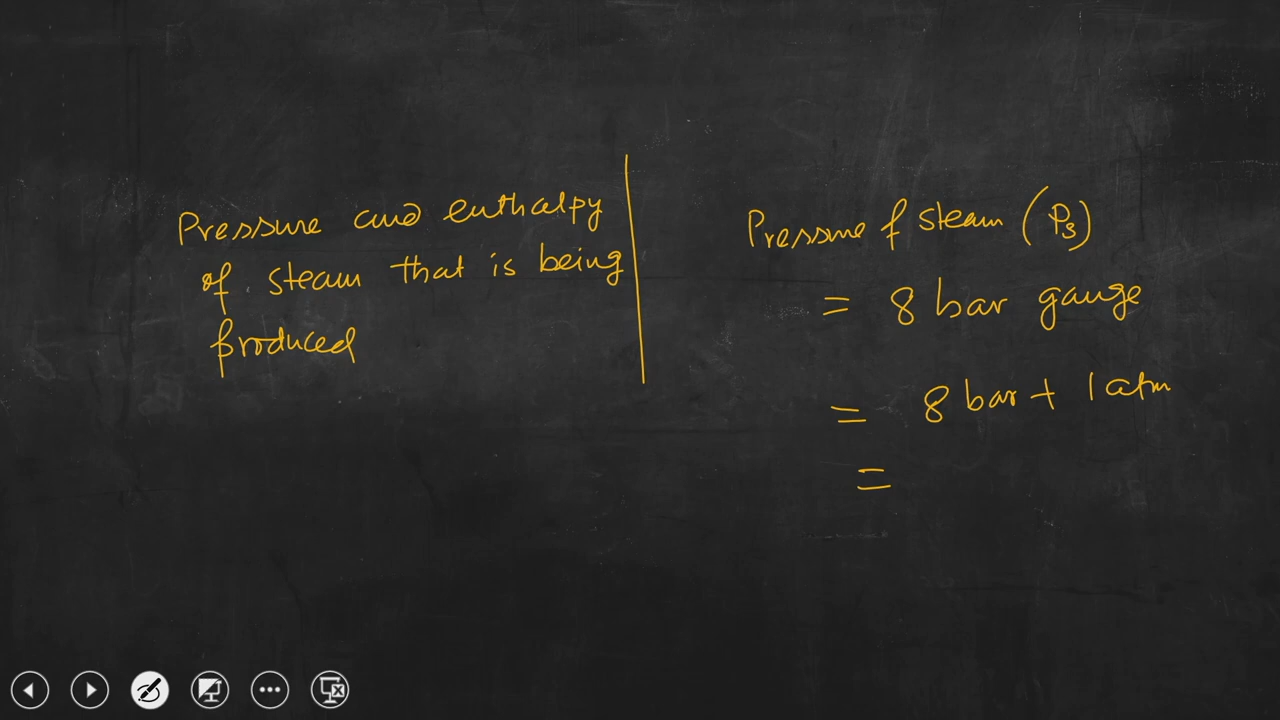 Pressure and enthalpy
of steam that is being
produced
Pressure of steam (Ps)
= 8 bar gauge
= 8 bar + 1 atm
=